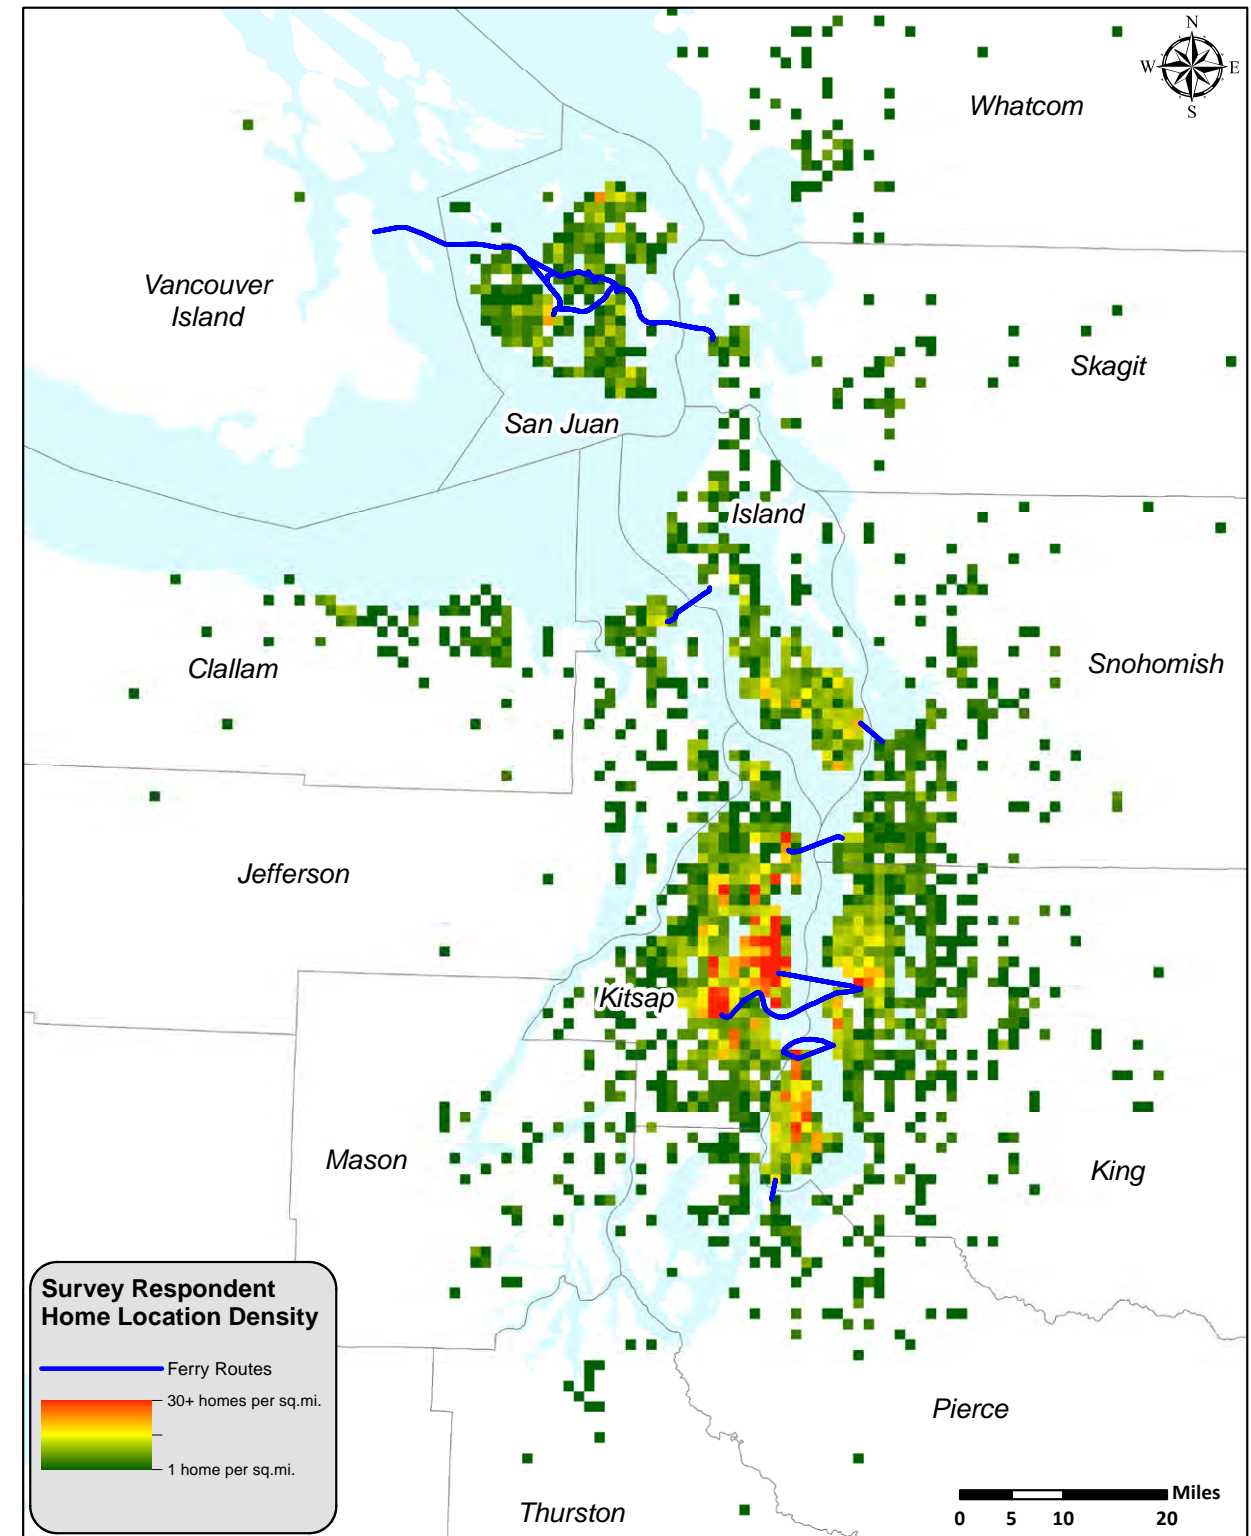 N
W
E
S
Whatcom
Vancouver
Island
Skagit
San Juan
Island
Clallam
Snohomish
Jefferson
Kitsap
Mason
King
Survey Respondent
Home Location Density
Ferry Routes
30+ homes per sq.mi.
1 home per sq.mi.
Pierce
Thurston
Miles
0 5 10 20